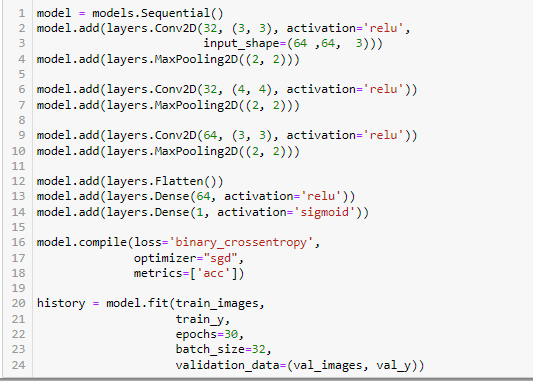 1 model = models.Sequential()
2 model.add(layers.Conv2D(32, (3, 3), activation='relu',
3                         input_shape=(64 ,64,  3)))
4 model.add(layers.MaxPooling2D((2, 2)))
5
6 model.add(layers.Conv2D(32, (4, 4), activation='relu'))
7 model.add(layers.MaxPooling2D((2, 2)))
8
9 model.add(layers.Conv2D(64, (3, 3), activation='relu'))
10 model.add(layers.MaxPooling2D((2, 2)))
11
12 model.add(layers.Flatten())
13 model.add(layers.Dense(64, activation='relu'))
14 model.add(layers.Dense(1, activation='sigmoid'))
15
16 model.compile(loss='binary_crossentropy',
17               optimizer="sgd",
18               metrics=['acc'])
19
20 history = model.fit(train_images,
21                     train_y,
22                     epochs=30,
23                     batch_size=32,
24                     validation_data=(val_images, val_y))